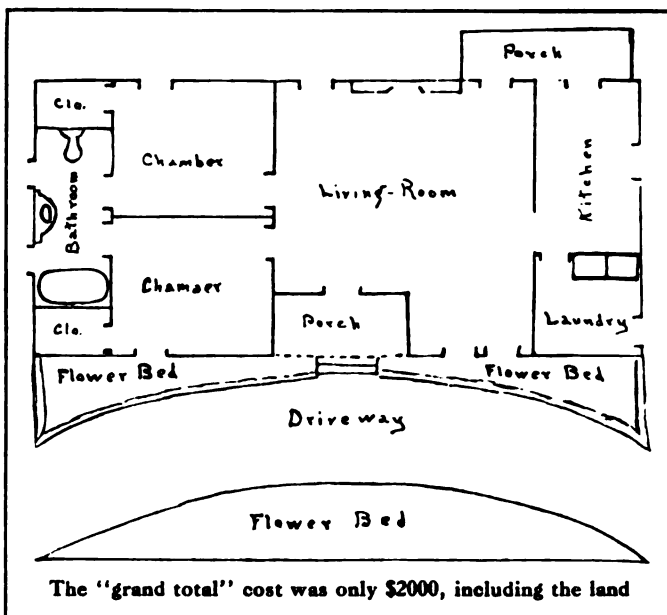 Porch
Clo.
Chamber
Living-Room
Kitchen
Bathroom
Chamber
Clo.
Porch
Laundry
Flower Bed
Flower Bed
Driveway
Flower Bed
The "grand total" cost was only $2000, including the land